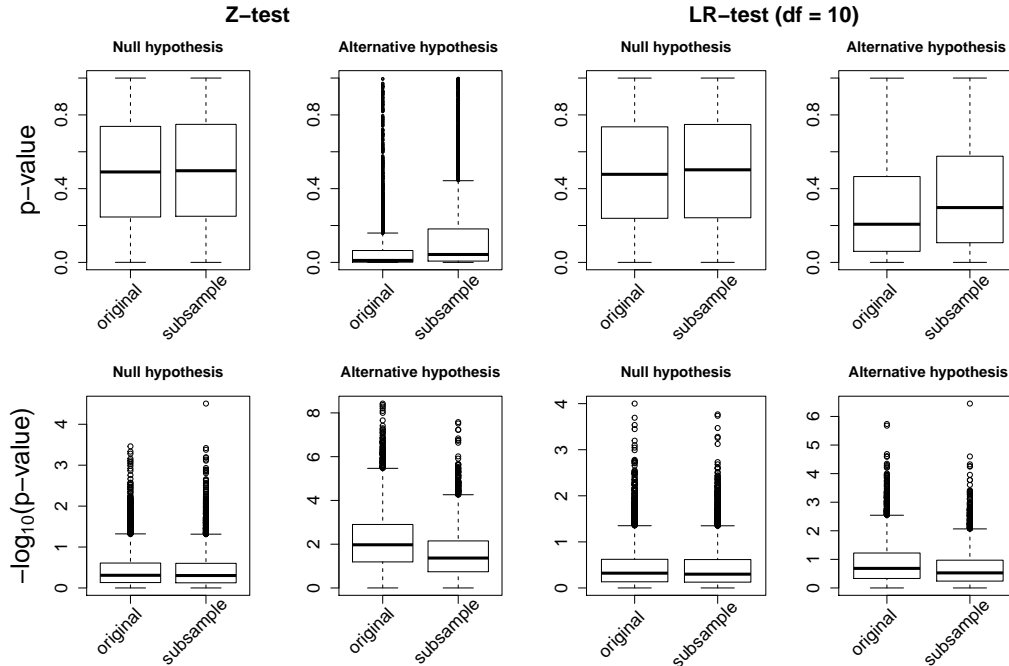 Z−test
LR−test (df = 10)
Null hypothesis
Alternative hypothesis
Null hypothesis
Alternative hypothesis
p−value
0.0 0.4 0.8
0.0 0.4 0.8
0.0 0.4 0.8
0.0 0.4 0.8
original
subsample
original
subsample
original
subsample
original
subsample
Null hypothesis
Alternative hypothesis
Null hypothesis
Alternative hypothesis
−log10(p−value)
0 1 2 3 4
0 2 4 6 8
0 1 2 3 4
0 1 2 3 4 5 6
original
subsample
original
subsample
original
subsample
original
subsample